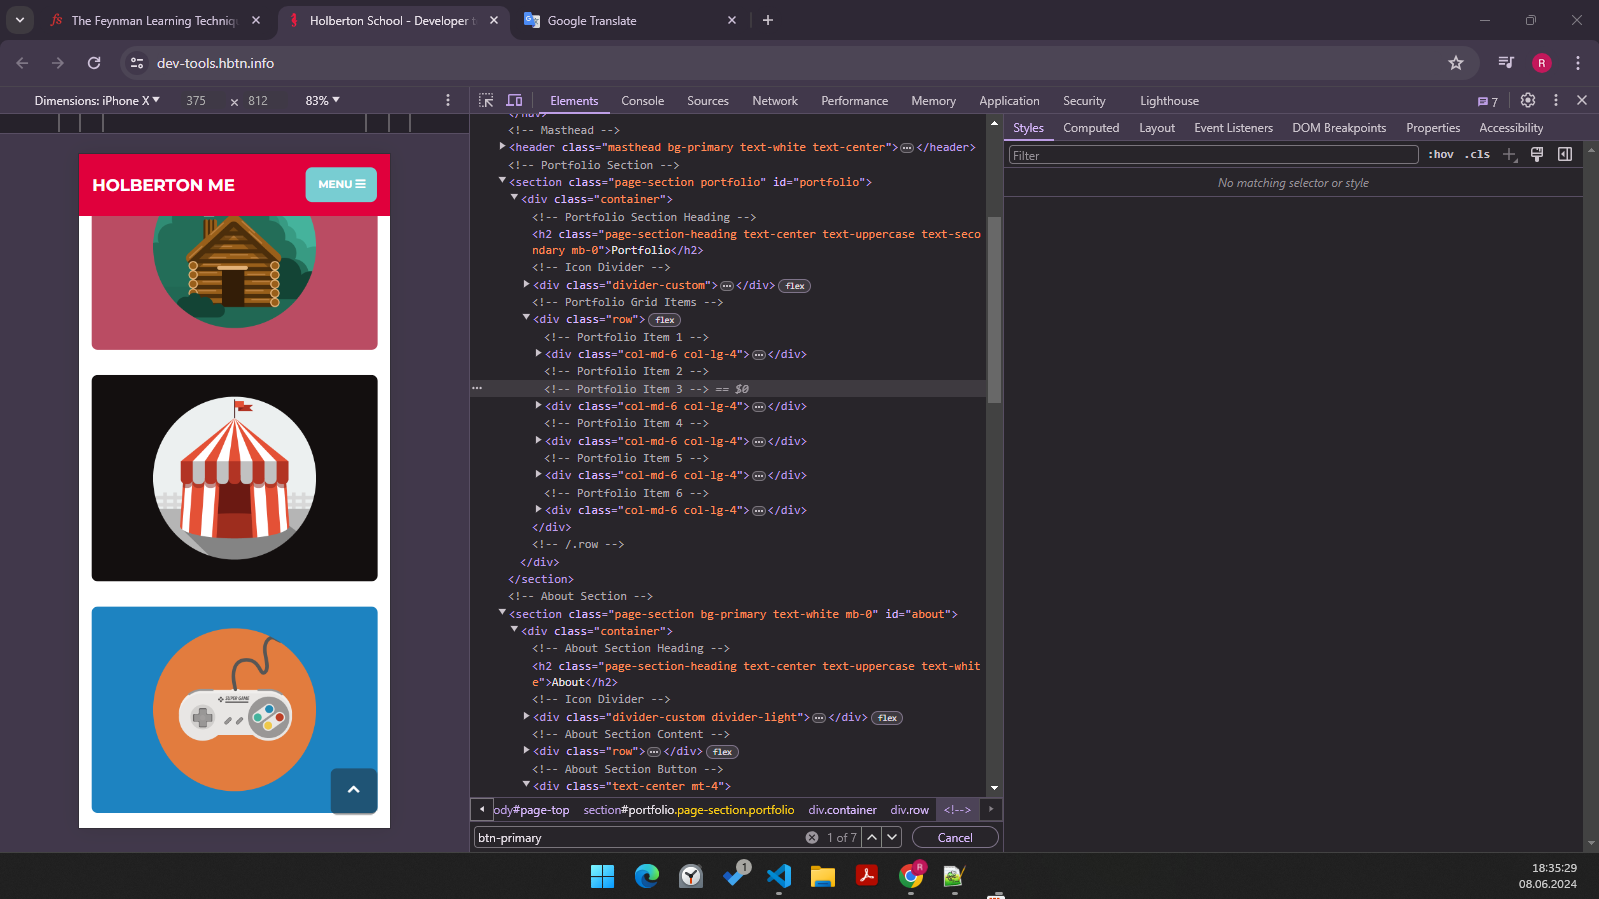 The Feynman Learning Techniqu
Holberton School - Developer t
Google Translate
dev-tools.hbtn.info
R
Dimensions: iPhone X
375
×
812
83%
Elements
Console
Sources
Network
Performance
Memory
Application
Security
Lighthouse
7
HOLBERTON ME
MENU
SUPER GAME
<!-- Masthead -->
<header class="masthead bg-primary text-white text-center">…</header>
<!-- Portfolio Section -->
<section class="page-section portfolio" id="portfolio">
<div class="container">
<!-- Portfolio Section Heading -->
<h2 class="page-section-heading text-center text-uppercase text-seco
ndary mb-0">Portfolio</h2>
<!-- Icon Divider -->
<div class="divider-custom">…</div> flex
<!-- Portfolio Grid Items -->
<div class="row"> flex
<!-- Portfolio Item 1 -->
<div class="col-md-6 col-lg-4">…</div>
<!-- Portfolio Item 2 -->
<!-- Portfolio Item 3 --> == $0
<div class="col-md-6 col-lg-4">…</div>
<!-- Portfolio Item 4 -->
<div class="col-md-6 col-lg-4">…</div>
<!-- Portfolio Item 5 -->
<div class="col-md-6 col-lg-4">…</div>
<!-- Portfolio Item 6 -->
<div class="col-md-6 col-lg-4">…</div>
</div>
<!-- /.row -->
</div>
</section>
<!-- About Section -->
<section class="page-section bg-primary text-white mb-0" id="about">
<div class="container">
<!-- About Section Heading -->
<h2 class="page-section-heading text-center text-uppercase text-whit
e">About</h2>
<!-- Icon Divider -->
<div class="divider-custom divider-light">…</div> flex
<!-- About Section Content -->
<div class="row">…</div> flex
<!-- About Section Button -->
<div class="text-center mt-4">
ody#page-top section#portfolio.page-section.portfolio div.container div.row <!-->
btn-primary
1 of 7
Cancel
Styles
Computed
Layout
Event Listeners
DOM Breakpoints
Properties
Accessibility
Filter
:hov .cls
No matching selector or style
1
R
18:35:29
08.06.2024